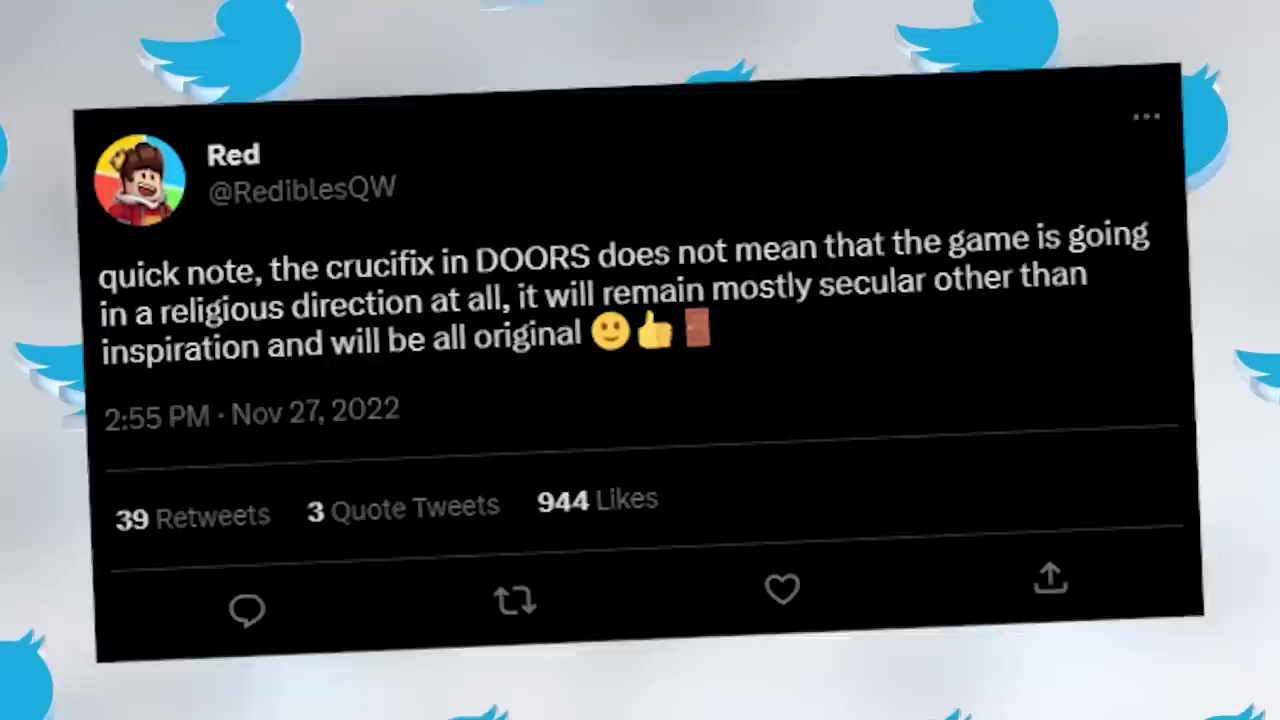 Red
@RediblesQW
quick note, the crucifix in DOORS does not mean that the game is going
in a religious direction at all, it will remain mostly secular other than
inspiration and will be all original 🙂👍🚪
2:55 PM · Nov 27, 2022
39 Retweets 3 Quote Tweets 944 Likes